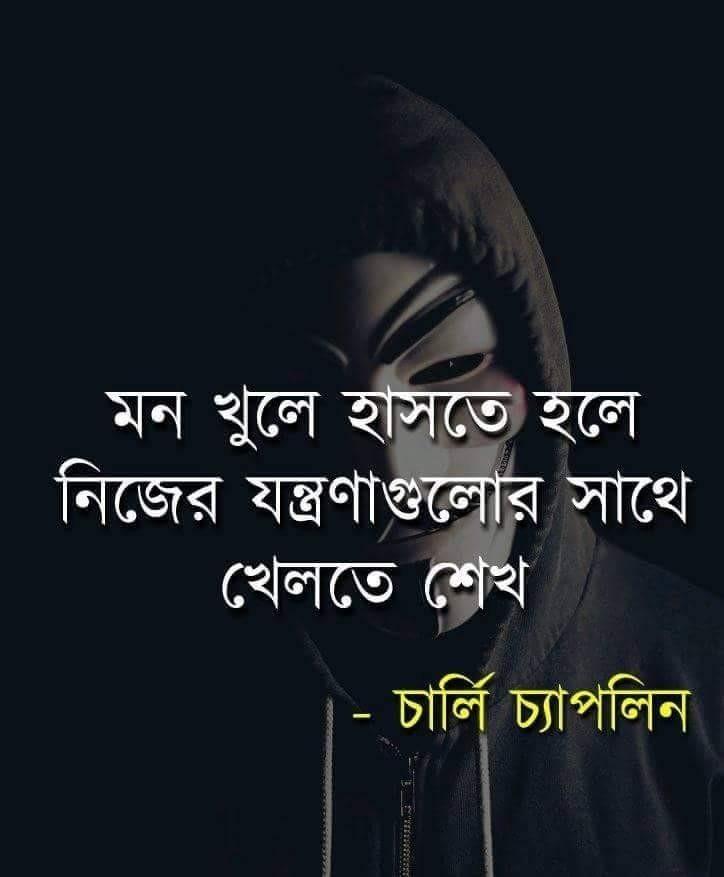 মন খুলে হাসতে হলে
নিজের যন্ত্রণাগুলোর সাথে
খেলতে শেখ
- চার্লি চ্যাপলিন